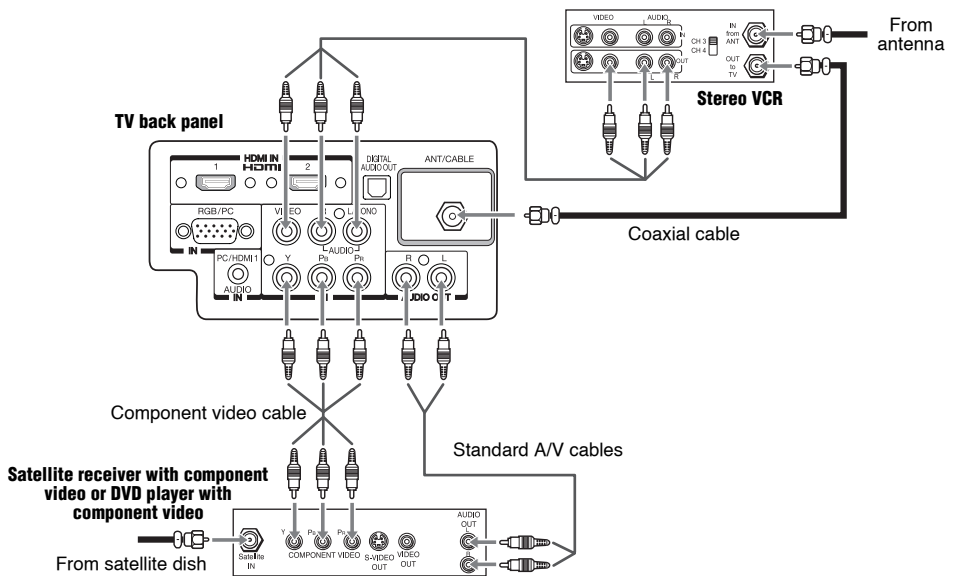 VIDEO
L AUDIO R
IN
OUT
L R
CH 3
CH 4
IN
from
ANT
OUT
to
TV
From
antenna
Stereo VCR
TV back panel
HDMI IN
HDMI
1
2
DIGITAL
AUDIO OUT
ANT/CABLE
RGB/PC
IN
VIDEO
L/MONO
AUDIO
PC/HDMI 1
AUDIO
IN
Y PB PR
R L
AUDIO OUT
Coaxial cable
Component video cable
Standard A/V cables
Satellite receiver with component
video or DVD player with
component video
From satellite dish
Satellite
IN
Y PB PR
COMPONENT VIDEO
S-VIDEO
OUT
VIDEO
OUT
AUDIO
OUT
L